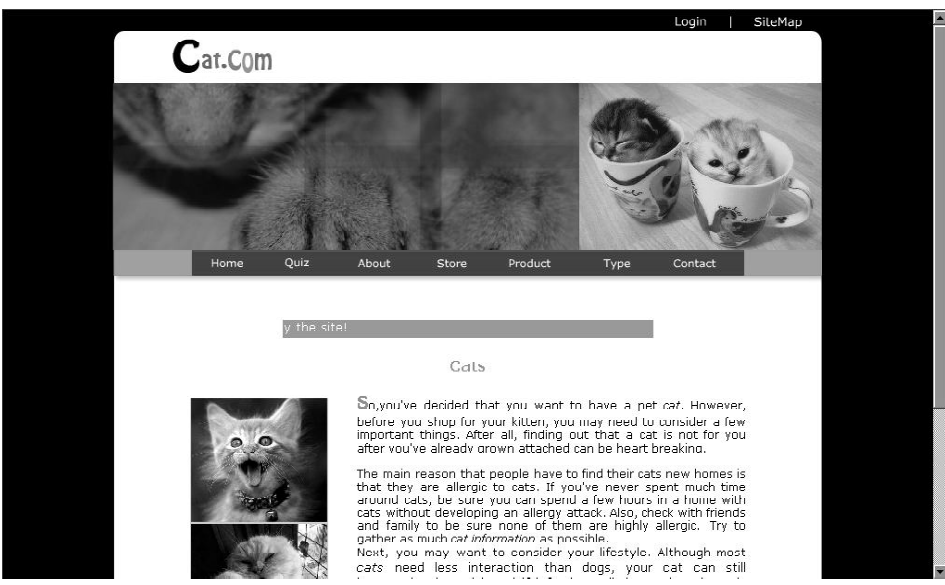 Login | SiteMap
Cat.Com
Home Quiz About Store Product Type Contact
y the site!
Cats
So,you've decided that you want to have a pet cat. However,
before you shop for your kitten, you may need to consider a few
important things. After all, finding out that a cat is not for you
after you've already grown attached can be heart breaking.
The main reason that people have to find their cats new homes is
that they are allergic to cats. If you've never spent much time
around cats, be sure you can spend a few hours in a home with
cats without developing an allergy attack. Also, check with friends
and family to be sure none of them are highly allergic. Try to
gather as much cat information as possible.
Next, you may want to consider your lifestyle. Although most
cats need less interaction than dogs, your cat can still